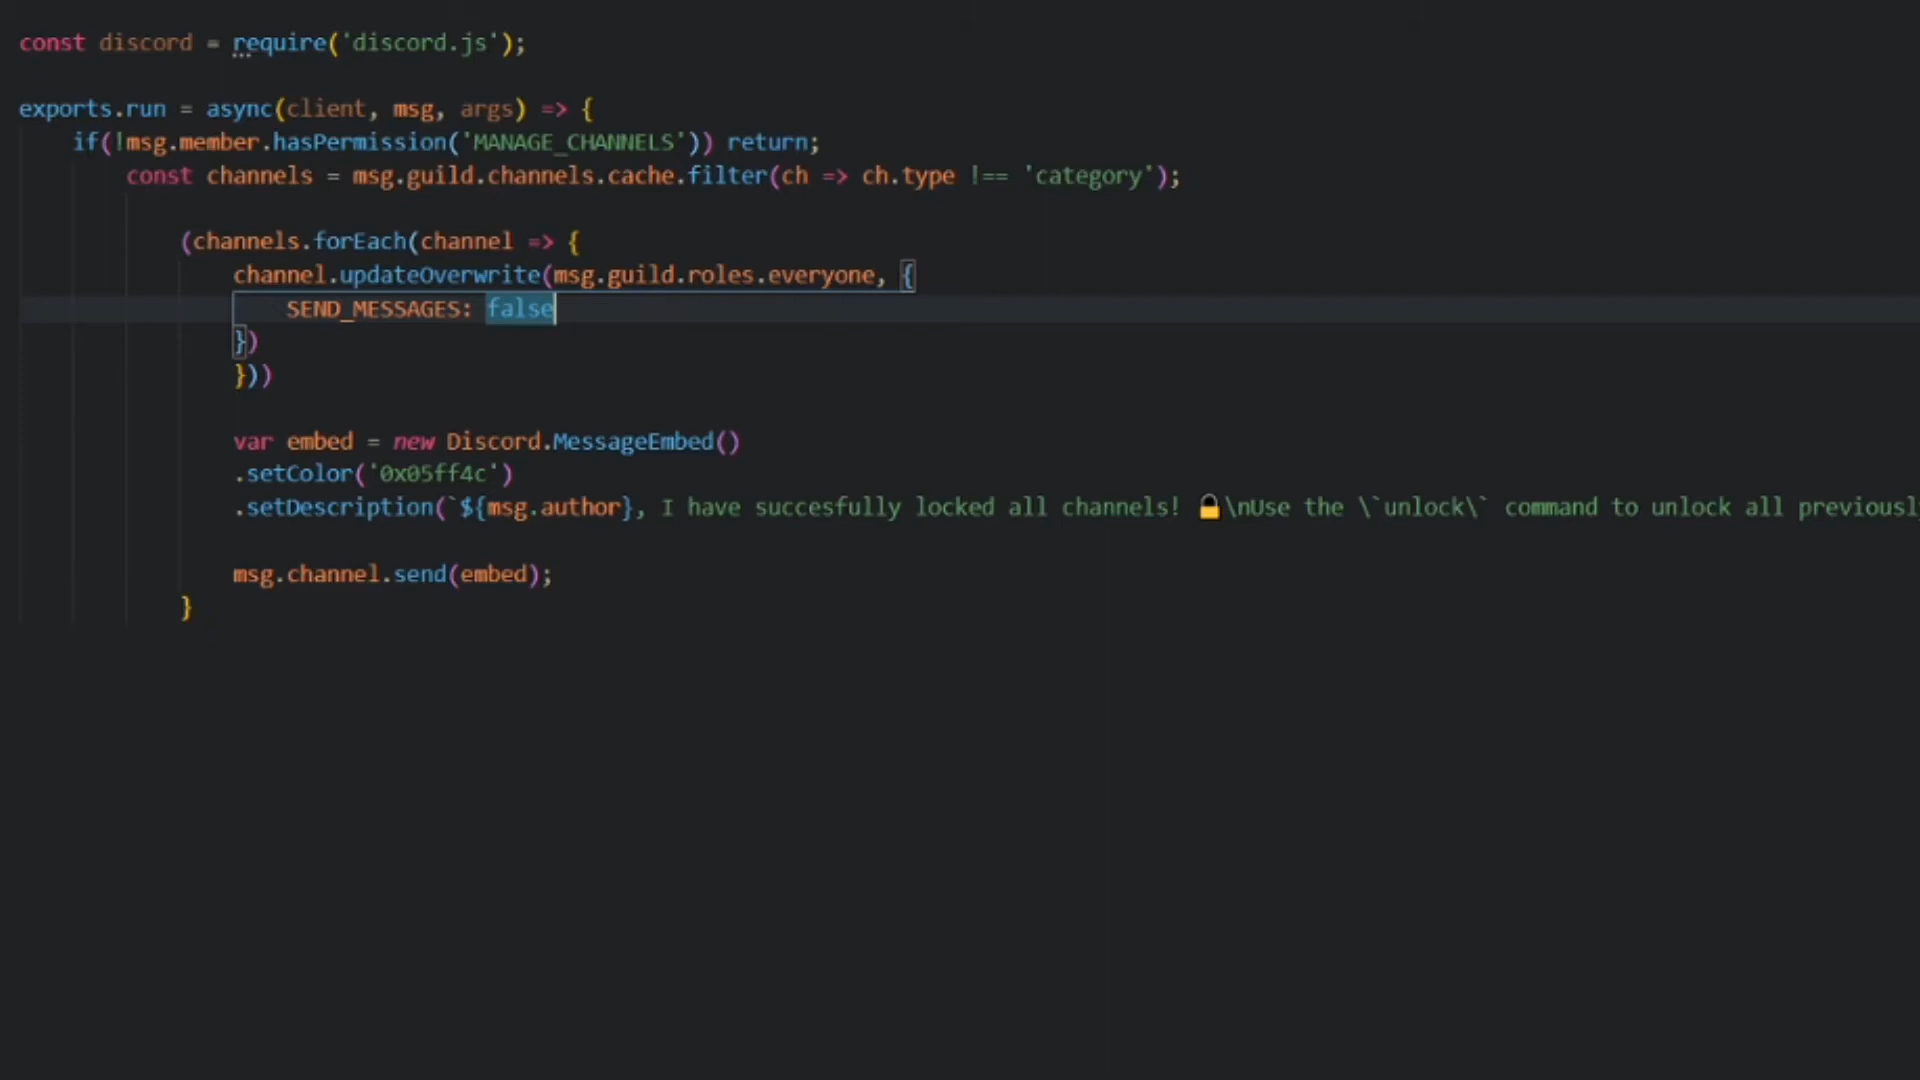 const discord = require('discord.js');
exports.run = async(client, msg, args) => {
if(!msg.member.hasPermission('MANAGE_CHANNELS')) return;
const channels = msg.guild.channels.cache.filter(ch => ch.type !== 'category');
(channels.forEach(channel => {
channel.updateOverwrite(msg.guild.roles.everyone, {
SEND_MESSAGES: false
})
}))
var embed = new Discord.MessageEmbed()
.setColor('0x05ff4c')
.setDescription(`${msg.author}, I have succesfully locked all channels! 🔒\nUse the \`unlock\` command to unlock all previousl
msg.channel.send(embed);
}